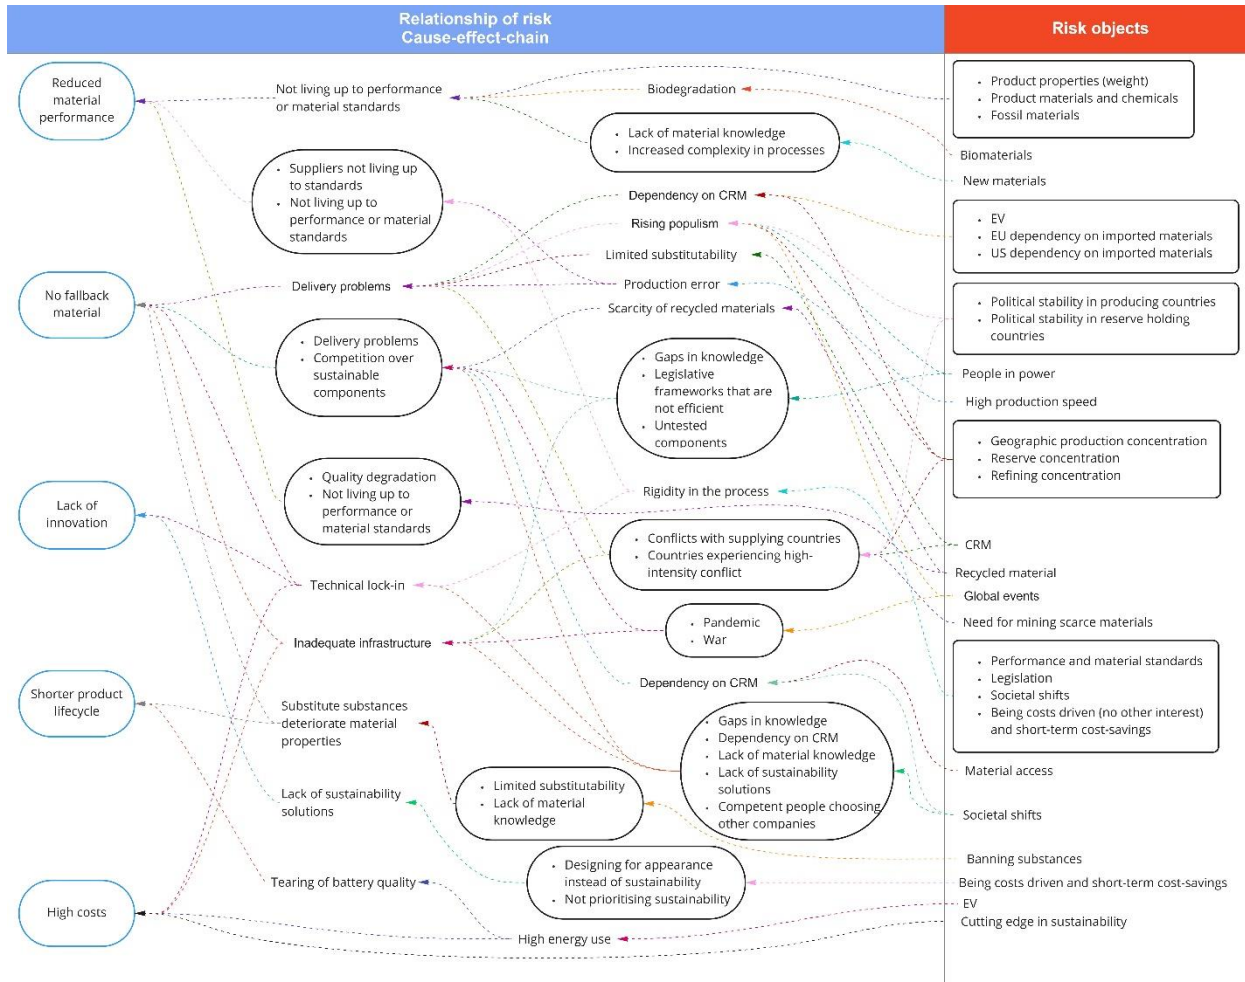 Relationship of risk
Cause-effect-chain
Risk objects
Reduced
material
performance
Not living up to performance
or material standards
Biodegradation
• Product properties (weight)
• Product materials and chemicals
• Fossil materials
• Lack of material knowledge
• Increased complexity in processes
Biomaterials
New materials
• Suppliers not living up
to standards
• Not living up to
performance or material
standards
Dependency on CRM
Rising populism
Limited substitutability
Production error
Scarcity of recycled materials
• EV
• EU dependency on imported materials
• US dependency on imported materials
No fallback
material
Delivery problems
• Political stability in producing countries
• Political stability in reserve holding
countries
• Delivery problems
• Competition over
sustainable
components
• Gaps in knowledge
• Legislative
frameworks that are
not efficient
• Untested
components
People in power
High production speed
• Geographic production concentration
• Reserve concentration
• Refining concentration
Lack of
innovation
• Quality degradation
• Not living up to
performance or
material standards
Rigidity in the process
• Conflicts with supplying countries
• Countries experiencing high-
intensity conflict
CRM
Recycled material
Global events
Need for mining scarce materials
Technical lock-in
Inadequate infrastructure
• Pandemic
• War
Dependency on CRM
• Performance and material standards
• Legislation
• Societal shifts
• Being costs driven (no other interest)
and short-term cost-savings
Shorter product
lifecycle
Substitute substances
deteriorate material
properties
• Gaps in knowledge
• Dependency on CRM
• Lack of material knowledge
• Lack of sustainability
solutions
• Competent people choosing
other companies
Material access
Societal shifts
Lack of sustainability
solutions
• Limited substitutability
• Lack of material
knowledge
Banning substances
Being costs driven and short-term cost-savings
EV
Cutting edge in sustainability
High costs
Tearing of battery quality
• Designing for appearance
instead of sustainability
• Not prioritising sustainability
High energy use